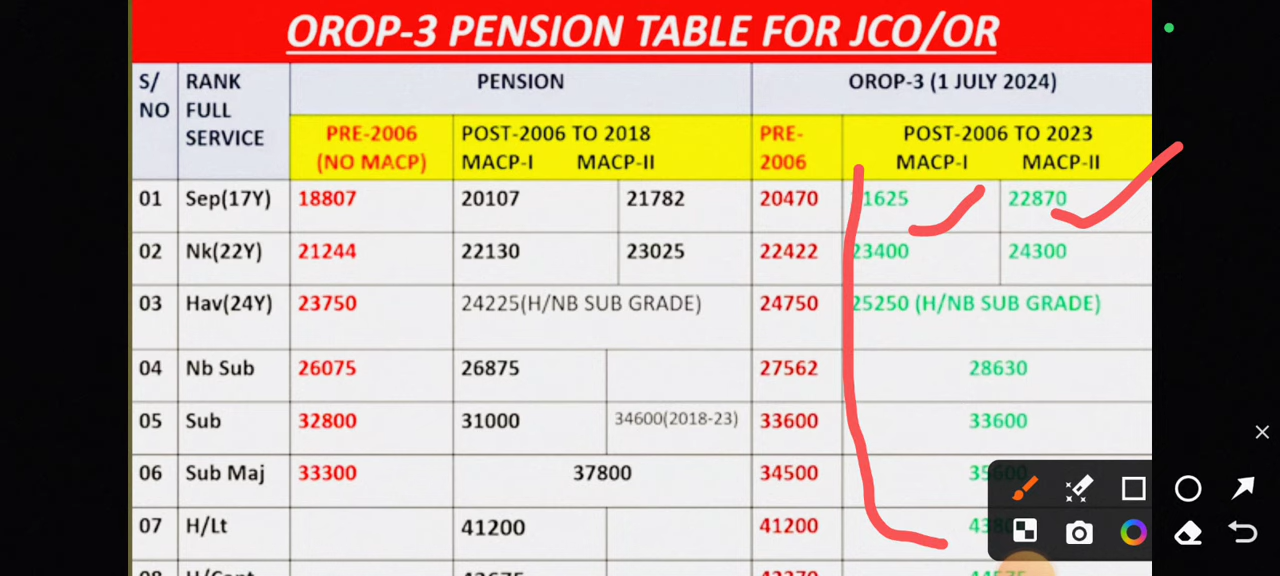 OROP-3 PENSION TABLE FOR JCO/OR
S/ NO RANK FULL SERVICE PENSION OROP-3 (1 JULY 2024)
PRE-2006 (NO MACP) POST-2006 TO 2018 MACP-I MACP-II PRE-2006 POST-2006 TO 2023 MACP-I MACP-II
01 Sep(17Y) 18807 20107 21782 20470 1625 22870
02 Nk(22Y) 21244 22130 23025 22422 23400 24300
03 Hav(24Y) 23750 24225(H/NB SUB GRADE) 24750 25250 (H/NB SUB GRADE)
04 Nb Sub 26075 26875 27562 28630
05 Sub 32800 31000 34600(2018-23) 33600 33600
06 Sub Maj 33300 37800 34500
07 H/Lt 41200 41200